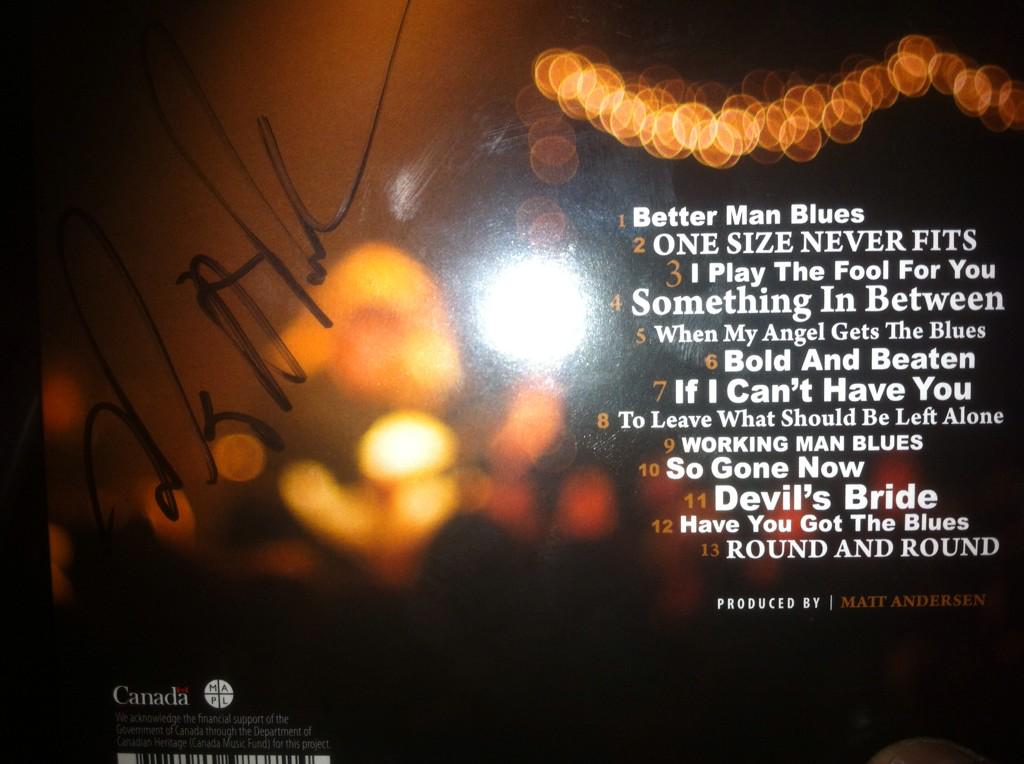 1 Better Man Blues
2 ONE SIZE NEVER FITS
3 I Play The Fool For You
4 Something In Between
5 When My Angel Gets The Blues
6 Bold And Beaten
7 If I Can't Have You
8 To Leave What Should Be Left Alone
9 WORKING MAN BLUES
10 So Gone Now
11 Devil's Bride
12 Have You Got The Blues
13 ROUND AND ROUND
PRODUCED BY | MATT ANDERSEN
Canada MAPL
We acknowledge the financial support of the
Government of Canada through the Department of
Canadian Heritage (Canada Music Fund) for this project.